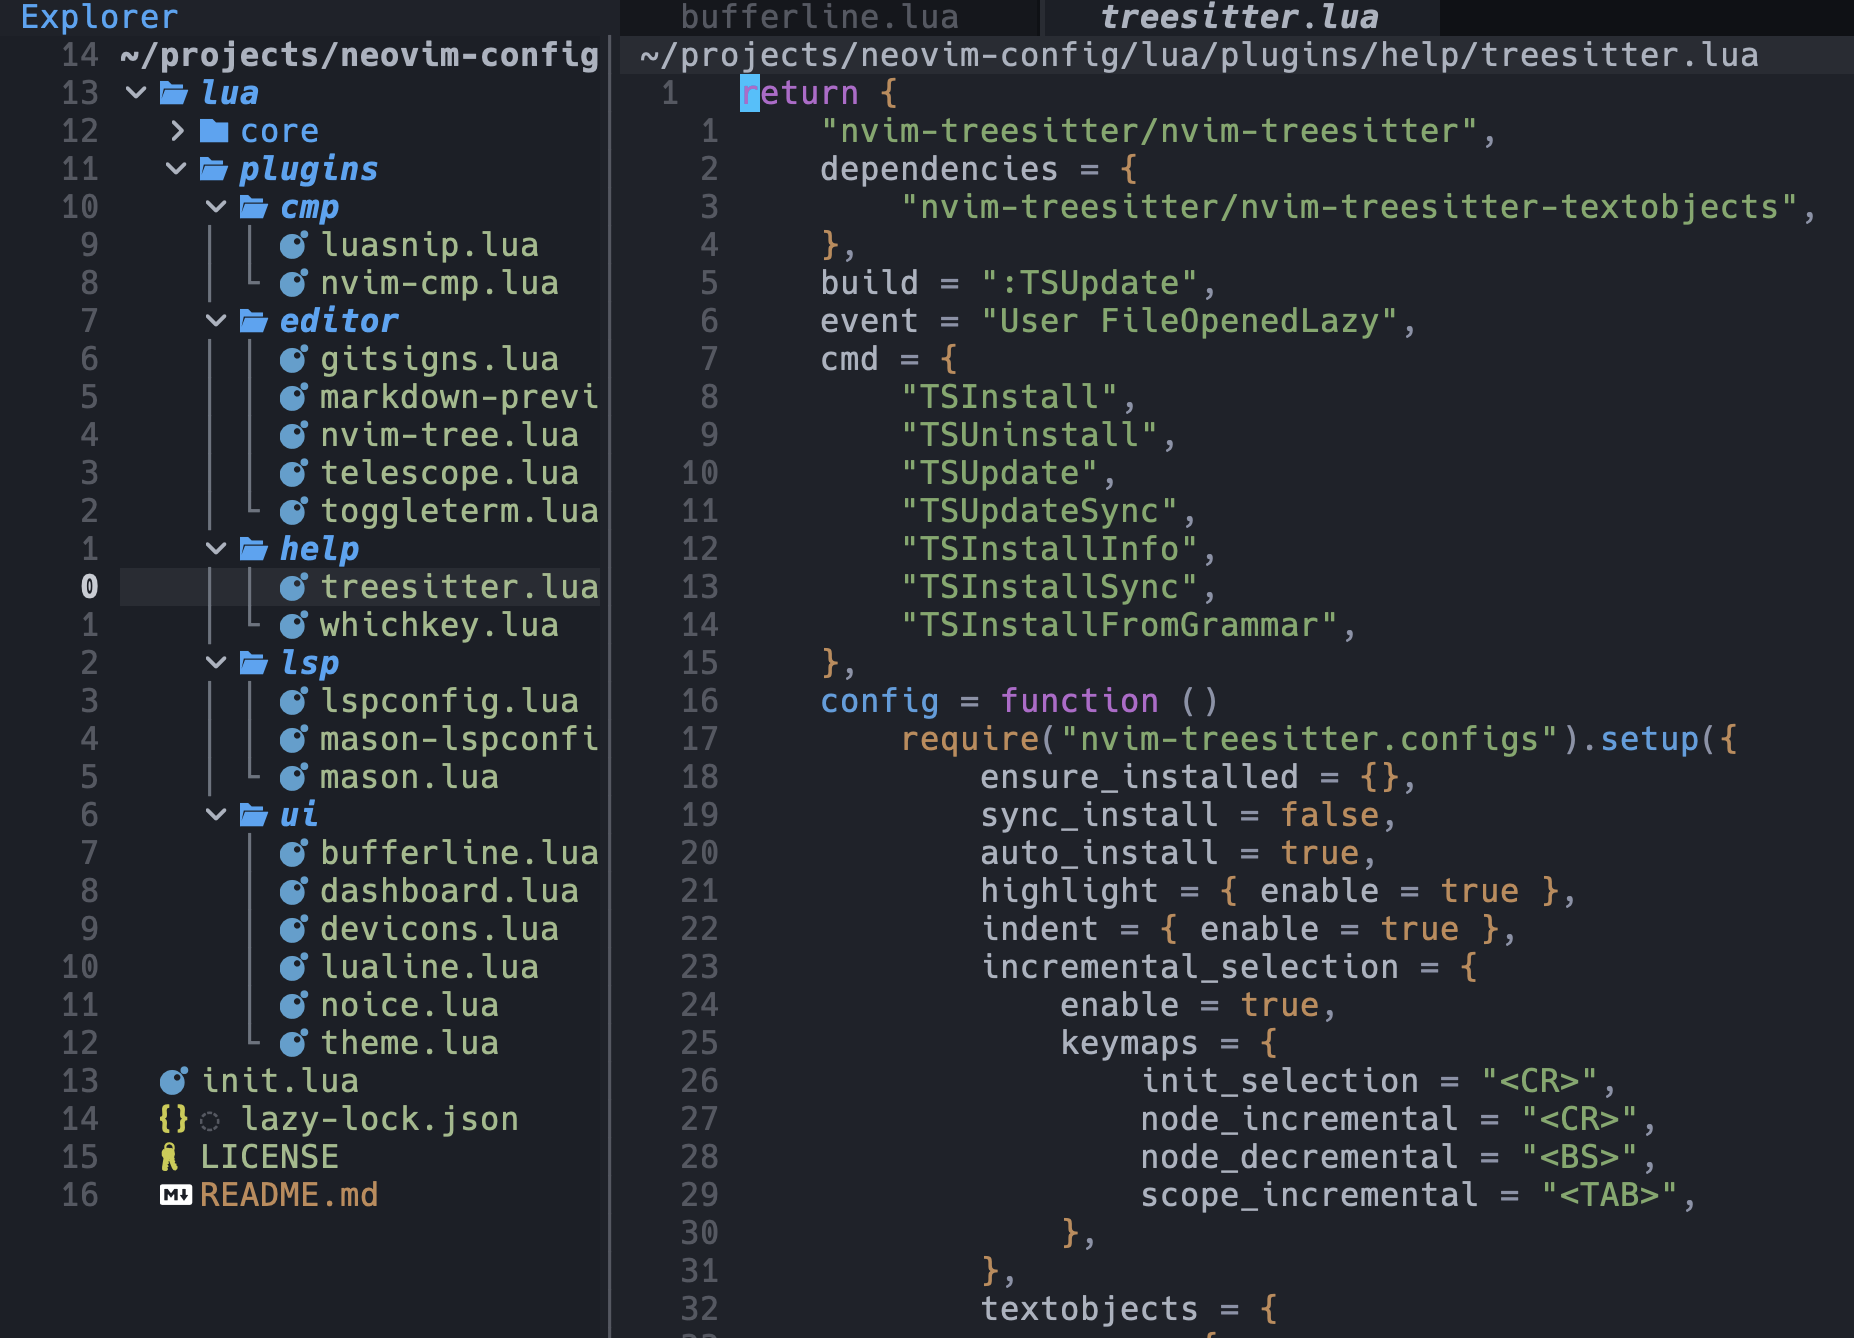 Explorer
14 ~/projects/neovim-config
13 lua
12 core
11 plugins
10 cmp
9 luasnip.lua
8 nvim-cmp.lua
7 editor
6 gitsigns.lua
5 markdown-previ
4 nvim-tree.lua
3 telescope.lua
2 toggleterm.lua
1 help
0 treesitter.lua
1 whichkey.lua
2 lsp
3 lspconfig.lua
4 mason-lspconfi
5 mason.lua
6 ui
7 bufferline.lua
8 dashboard.lua
9 devicons.lua
10 lualine.lua
11 noice.lua
12 theme.lua
13 init.lua
14 {} lazy-lock.json
15 LICENSE
16 M↓ README.md
bufferline.lua treesitter.lua
~/projects/neovim-config/lua/plugins/help/treesitter.lua
1 return {
1 "nvim-treesitter/nvim-treesitter",
2 dependencies = {
3 "nvim-treesitter/nvim-treesitter-textobjects",
4 },
5 build = ":TSUpdate",
6 event = "User FileOpenedLazy",
7 cmd = {
8 "TSInstall",
9 "TSUninstall",
10 "TSUpdate",
11 "TSUpdateSync",
12 "TSInstallInfo",
13 "TSInstallSync",
14 "TSInstallFromGrammar",
15 },
16 config = function ()
17 require("nvim-treesitter.configs").setup({
18 ensure_installed = {},
19 sync_install = false,
20 auto_install = true,
21 highlight = { enable = true },
22 indent = { enable = true },
23 incremental_selection = {
24 enable = true,
25 keymaps = {
26 init_selection = "<CR>",
27 node_incremental = "<CR>",
28 node_decremental = "<BS>",
29 scope_incremental = "<TAB>",
30 },
31 },
32 textobjects = {